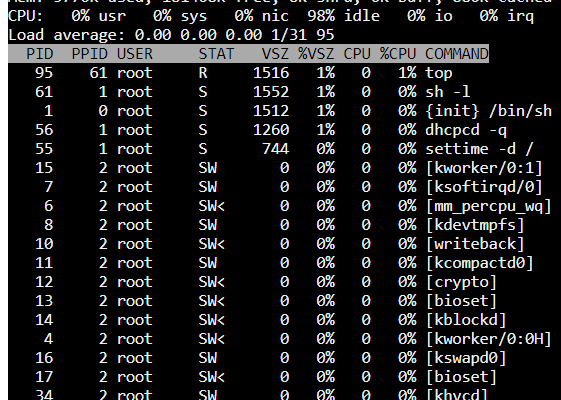 CPU:   0% usr   0% sys   0% nic  98% idle   0% io   0% irq
Load average: 0.00 0.00 0.00 1/31 95
  PID  PPID USER     STAT   VSZ %VSZ CPU %CPU COMMAND
   95    61 root     R     1516   1%   0   1% top
   61     1 root     S     1552   1%   0   0% sh -l
    1     0 root     S     1512   1%   0   0% {init} /bin/sh
   56     1 root     S     1260   1%   0   0% dhcpcd -q
   55     1 root     S      744   0%   0   0% settime -d /
   15     2 root     SW       0   0%   0   0% [kworker/0:1]
    7     2 root     SW       0   0%   0   0% [ksoftirqd/0]
    6     2 root     SW<      0   0%   0   0% [mm_percpu_wq]
    8     2 root     SW       0   0%   0   0% [kdevtmpfs]
   10     2 root     SW<      0   0%   0   0% [writeback]
   11     2 root     SW       0   0%   0   0% [kcompactd0]
   12     2 root     SW<      0   0%   0   0% [crypto]
   13     2 root     SW<      0   0%   0   0% [bioset]
   14     2 root     SW<      0   0%   0   0% [kblockd]
    4     2 root     SW<      0   0%   0   0% [kworker/0:0H]
   16     2 root     SW       0   0%   0   0% [kswapd0]
   17     2 root     SW<      0   0%   0   0% [bioset]
   34     2 root     SW       0   0%   0   0%